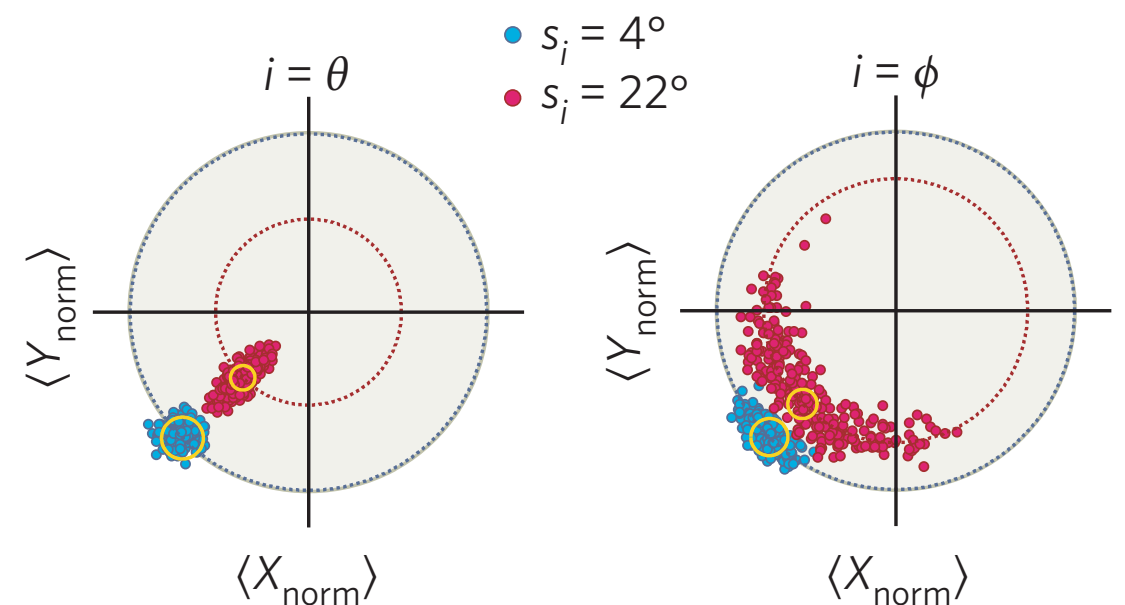 s_i = 4°
s_i = 22°
i = θ
i = ϕ
⟨Y_norm⟩
⟨X_norm⟩
⟨Y_norm⟩
⟨X_norm⟩